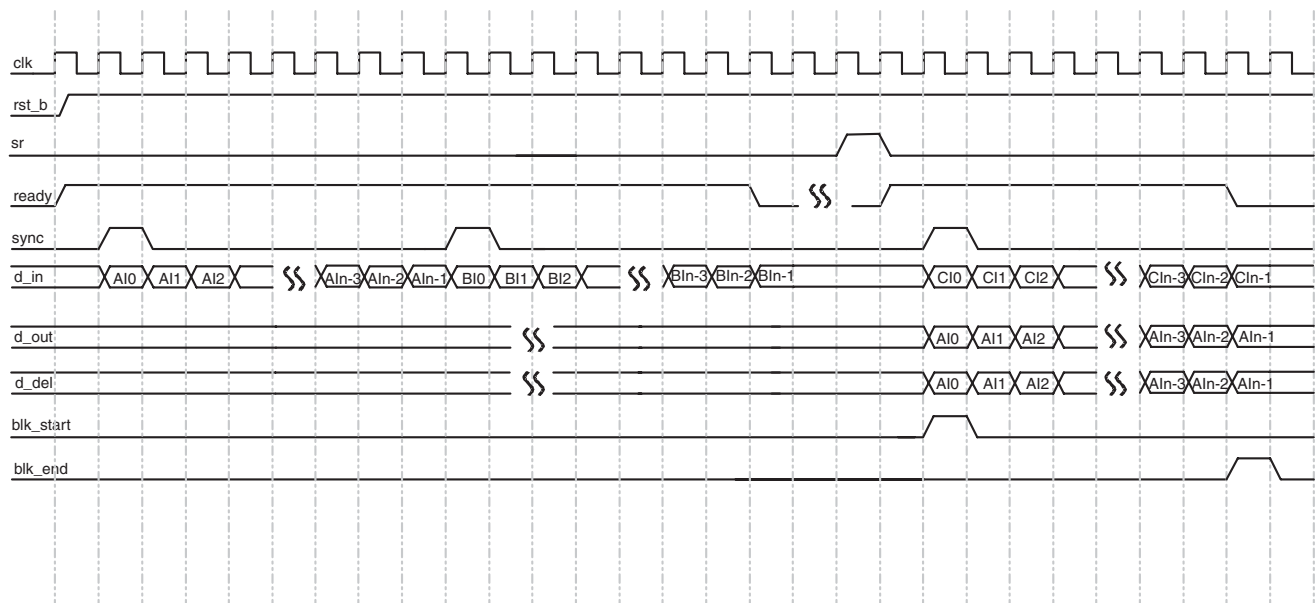 clk
rst_b
sr
ready
sync
d_in AI0 AI1 AI2 AIn-3 AIn-2 AIn-1 BI0 BI1 BI2 BIn-3 BIn-2 BIn-1 CI0 CI1 CI2 CIn-3 CIn-2 CIn-1
d_out AI0 AI1 AI2 AIn-3 AIn-2 AIn-1
d_del AI0 AI1 AI2 AIn-3 AIn-2 AIn-1
blk_start
blk_end